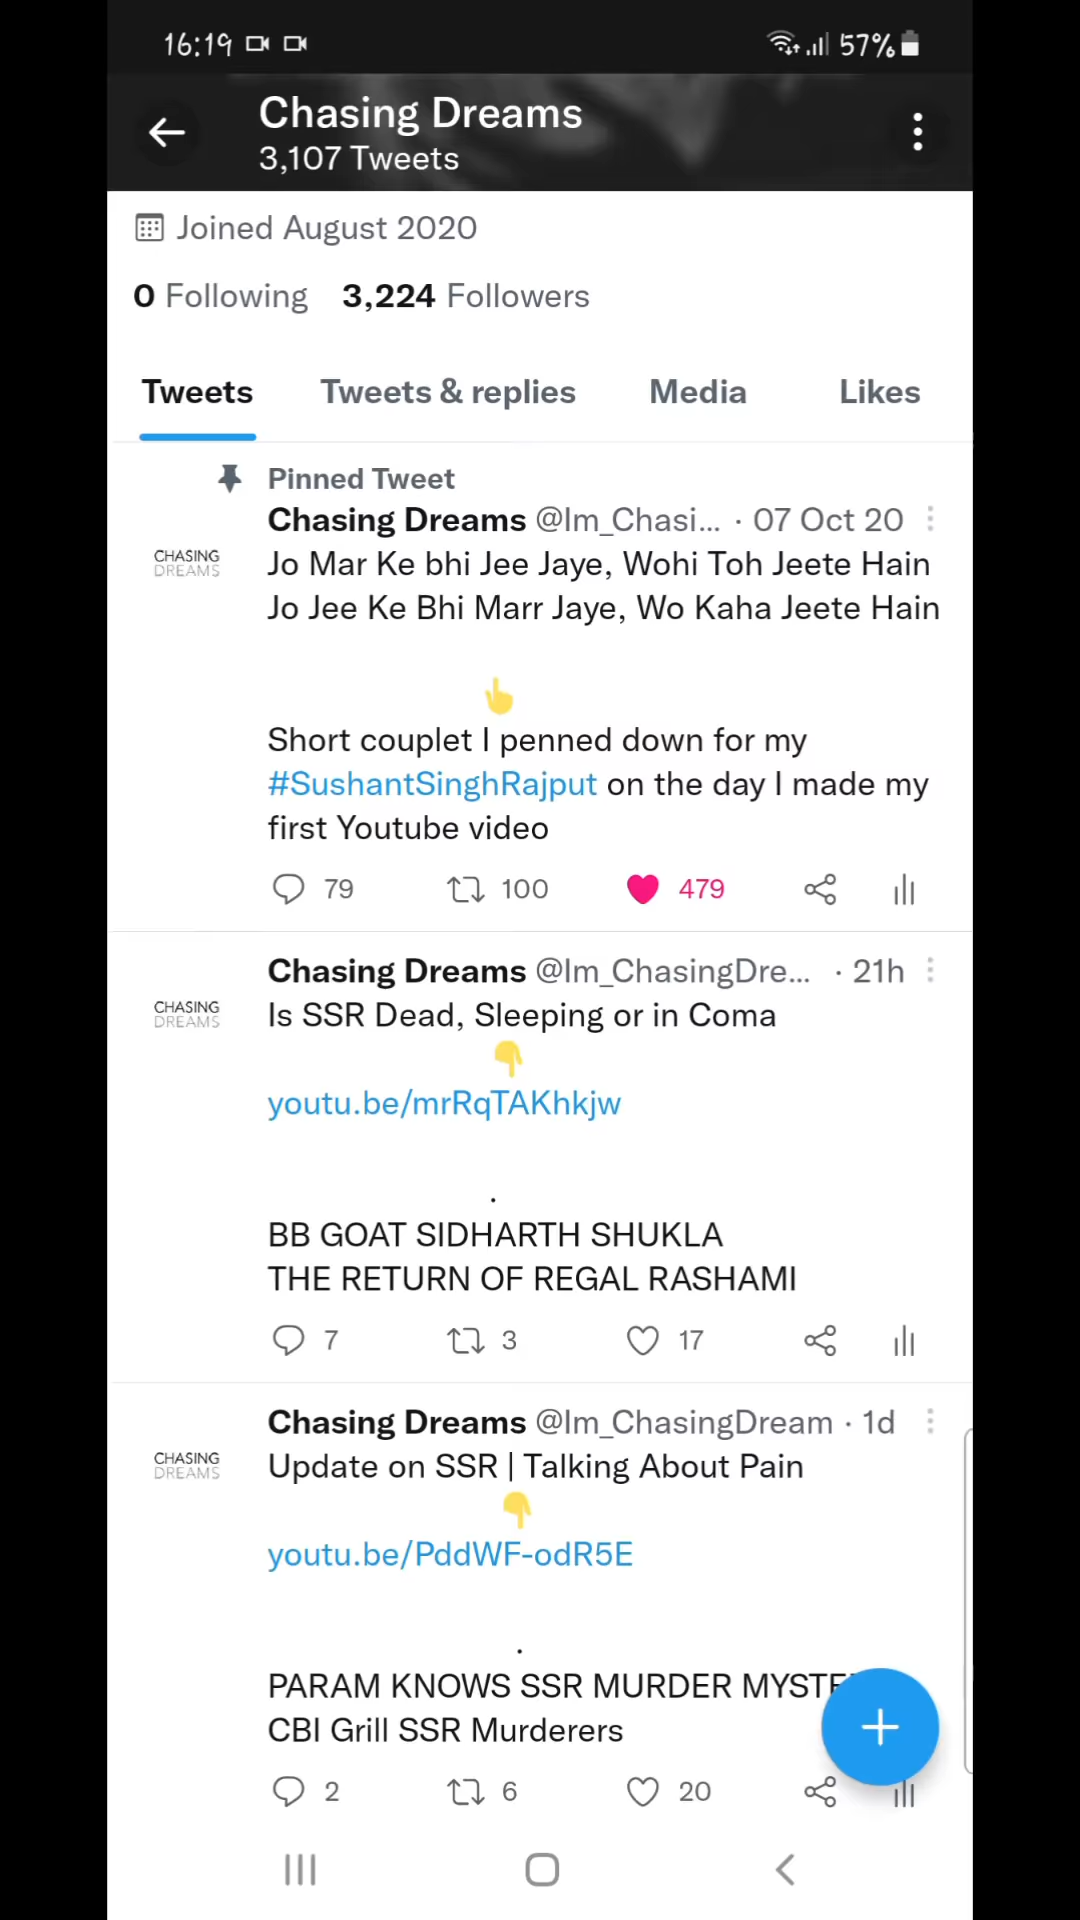 16:19
57%
Chasing Dreams
3,107 Tweets
Joined August 2020
0 Following 3,224 Followers
Tweets Tweets & replies Media Likes
Pinned Tweet
Chasing Dreams @Im_Chasi... · 07 Oct 20
CHASING
DREAMS
Jo Mar Ke bhi Jee Jaye, Wohi Toh Jeete Hain
Jo Jee Ke Bhi Marr Jaye, Wo Kaha Jeete Hain
👆
Short couplet I penned down for my
#SushantSinghRajput on the day I made my
first Youtube video
79 100 479
Chasing Dreams @Im_ChasingDre... · 21h
CHASING
DREAMS
Is SSR Dead, Sleeping or in Coma
👇
youtu.be/mrRqTAKhkjw
.
BB GOAT SIDHARTH SHUKLA
THE RETURN OF REGAL RASHAMI
7 3 17
Chasing Dreams @Im_ChasingDream · 1d
CHASING
DREAMS
Update on SSR | Talking About Pain
👇
youtu.be/PddWF-odR5E
.
PARAM KNOWS SSR MURDER
CBI Grill SSR Murderers
2 6 20